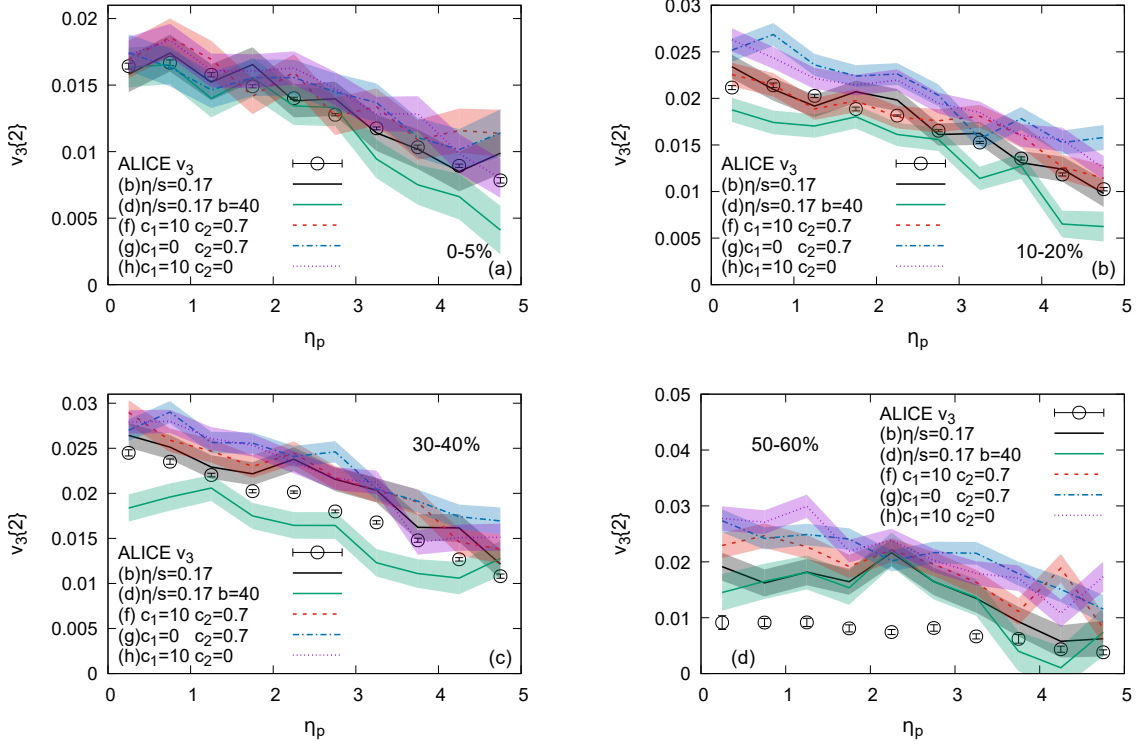 0.02
0.015
0.01
0.005
0
v₃{2}
ALICE v₃
(b)η/s=0.17
(d)η/s=0.17 b=40
(f) c₁=10 c₂=0.7
(g)c₁=0 c₂=0.7
(h)c₁=10 c₂=0
0-5%
(a)
0 1 2 3 4 5
ηₚ
0.03
0.025
0.02
0.015
0.01
0.005
0
v₃{2}
ALICE v₃
(b)η/s=0.17
(d)η/s=0.17 b=40
(f) c₁=10 c₂=0.7
(g)c₁=0 c₂=0.7
(h)c₁=10 c₂=0
10-20%
(b)
0 1 2 3 4 5
ηₚ
0.03
0.025
0.02
0.015
0.01
0.005
0
v₃{2}
30-40%
ALICE v₃
(b)η/s=0.17
(d)η/s=0.17 b=40
(f) c₁=10 c₂=0.7
(g)c₁=0 c₂=0.7
(h)c₁=10 c₂=0
(c)
0 1 2 3 4 5
ηₚ
0.05
0.04
0.03
0.02
0.01
0
v₃{2}
50-60%
ALICE v₃
(b)η/s=0.17
(d)η/s=0.17 b=40
(f) c₁=10 c₂=0.7
(g)c₁=0 c₂=0.7
(h)c₁=10 c₂=0
(d)
0 1 2 3 4 5
ηₚ